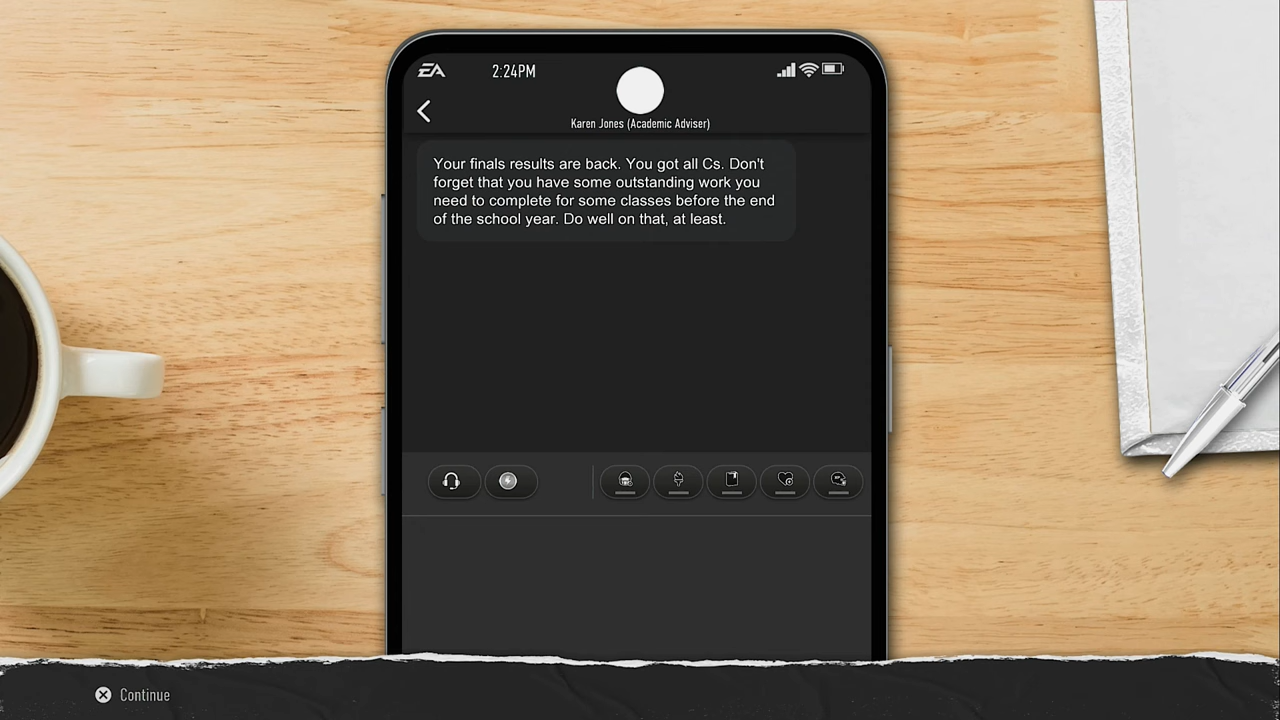 EA
2:24PM
Karen Jones (Academic Adviser)
Your finals results are back. You got all Cs. Don't
forget that you have some outstanding work you
need to complete for some classes before the end
of the school year. Do well on that, at least.
Continue